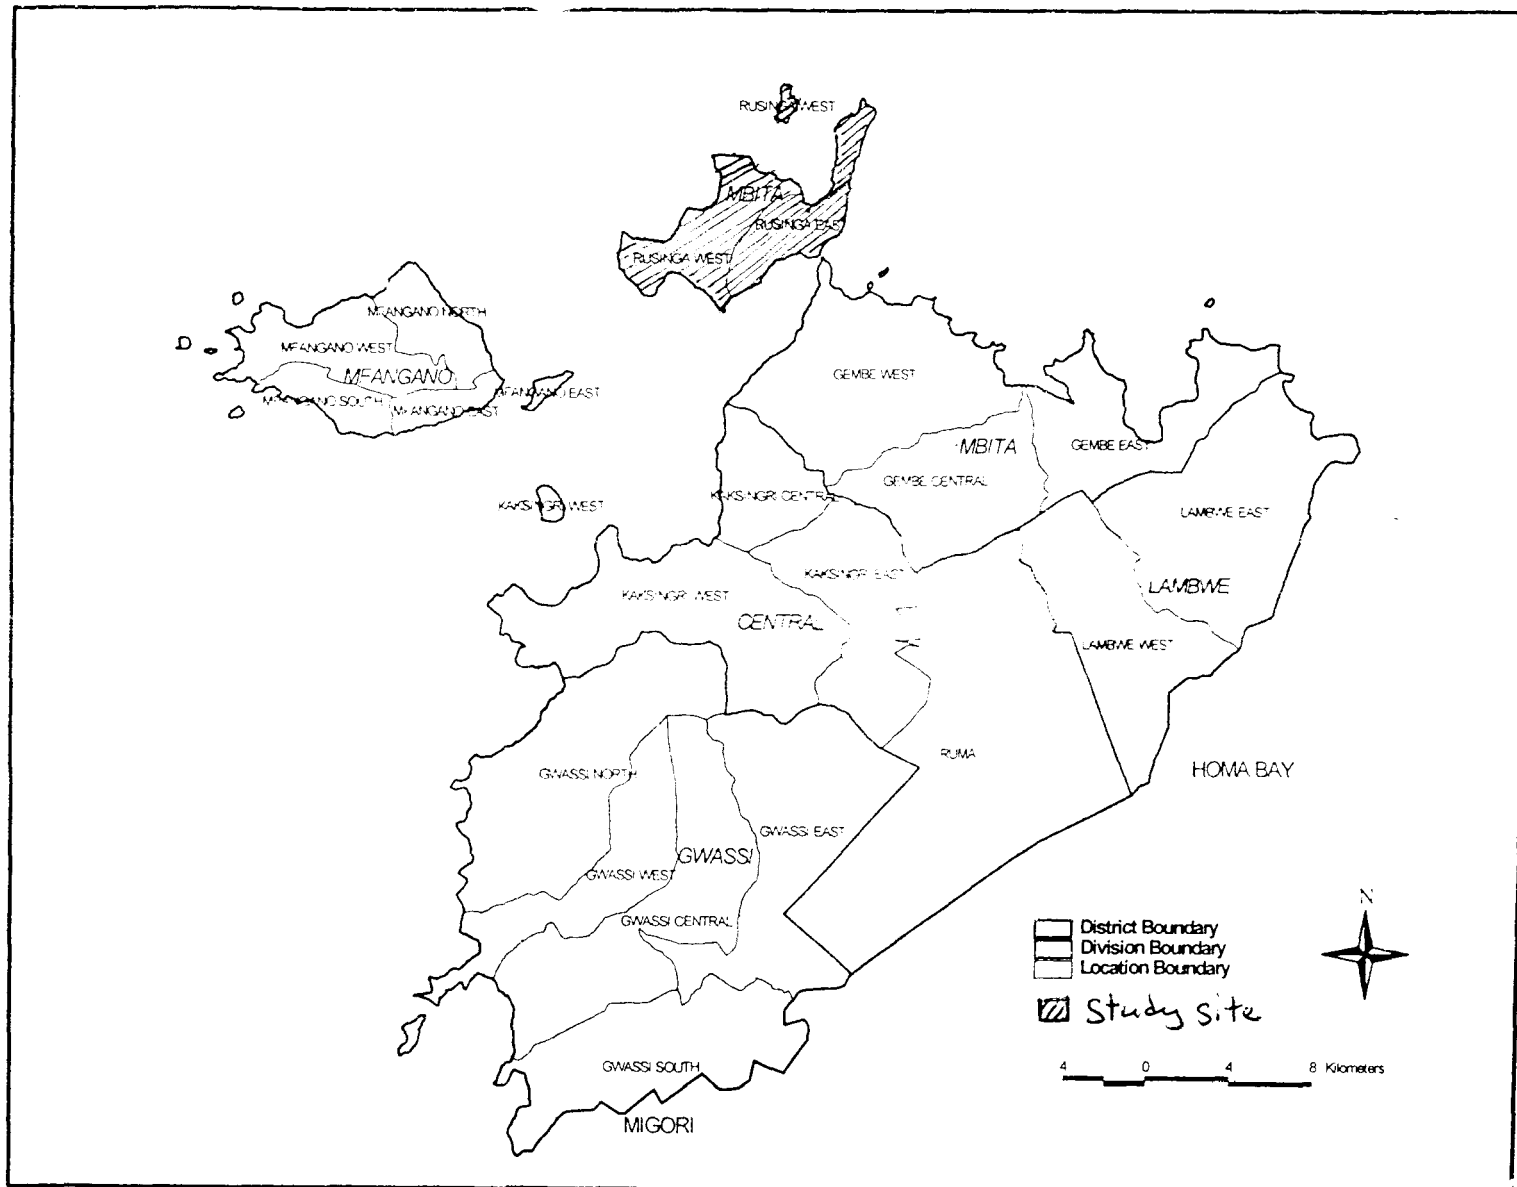 RUSINGA WEST
MBITA
RUSINGA EAST
RUSINGA WEST
MFANGANO NORTH
MFANGANO WEST
MFANGANO
MFANGANO SOUTH
MFANGANO EAST
MFANGANO EAST
GEMBE WEST
MBITA
GEMBE EAST
GEMBE CENTRAL
KAKSINGRI CENTRAL
KAKSINGRI WEST
LAMBWE EAST
KAKSINGRI EAST
KAKSINGRI WEST
LAMBWE
CENTRAL
LAMBWE WEST
RUMA
HOMA BAY
GWASSI NORTH
GWASSI EAST
GWASSI
GWASSI WEST
GWASSI CENTRAL
GWASSI SOUTH
MIGORI
N
District Boundary
Division Boundary
Location Boundary
Study site
4 0 4 8 Kilometers